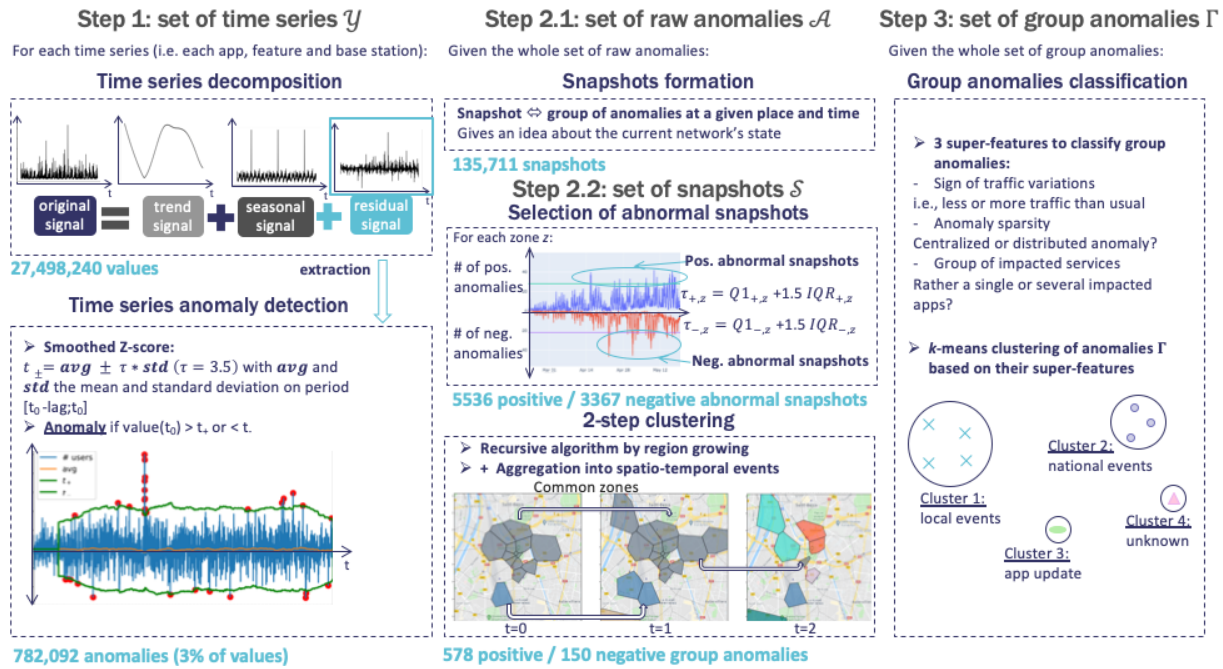 Step 1: set of time series 𝒴
For each time series (i.e. each app, feature and base station):
Time series decomposition
t
t
t
t
original signal = trend signal + seasonal signal + residual signal
27,498,240 values
extraction
Time series anomaly detection
➢ Smoothed Z-score:
t ± = avg ± τ * std (τ = 3.5) with avg and
std the mean and standard deviation on period
[t₀ -lag;t₀]
➢ Anomaly if value(t₀) > t₊ or < t.
# users
avg
t₊
t
782,092 anomalies (3% of values)
Step 2.1: set of raw anomalies 𝒜
Given the whole set of raw anomalies:
Snapshots formation
Snapshot ⇔ group of anomalies at a given place and time
Gives an idea about the current network's state
135,711 snapshots
Step 2.2: set of snapshots 𝒮
Selection of abnormal snapshots
For each zone z:
# of pos.
anomalies
# of neg.
anomalies
Pos. abnormal snapshots
τ₊,z = Q1₊,z +1.5 IQR₊,z
τ₋,z = Q1₋,z +1.5 IQR₋,z
Neg. abnormal snapshots
5536 positive / 3367 negative abnormal snapshots
2-step clustering
➢ Recursive algorithm by region growing
➢ + Aggregation into spatio-temporal events
Common zones
t=0
t=1
t=2
578 positive / 150 negative group anomalies
Step 3: set of group anomalies Γ
Given the whole set of group anomalies:
Group anomalies classification
➢ 3 super-features to classify group
anomalies:
- Sign of traffic variations
i.e., less or more traffic than usual
- Anomaly sparsity
Centralized or distributed anomaly?
- Group of impacted services
Rather a single or several impacted
apps?
➢ k-means clustering of anomalies Γ
based on their super-features
Cluster 2:
national events
Cluster 1:
local events
Cluster 4:
unknown
Cluster 3:
app update